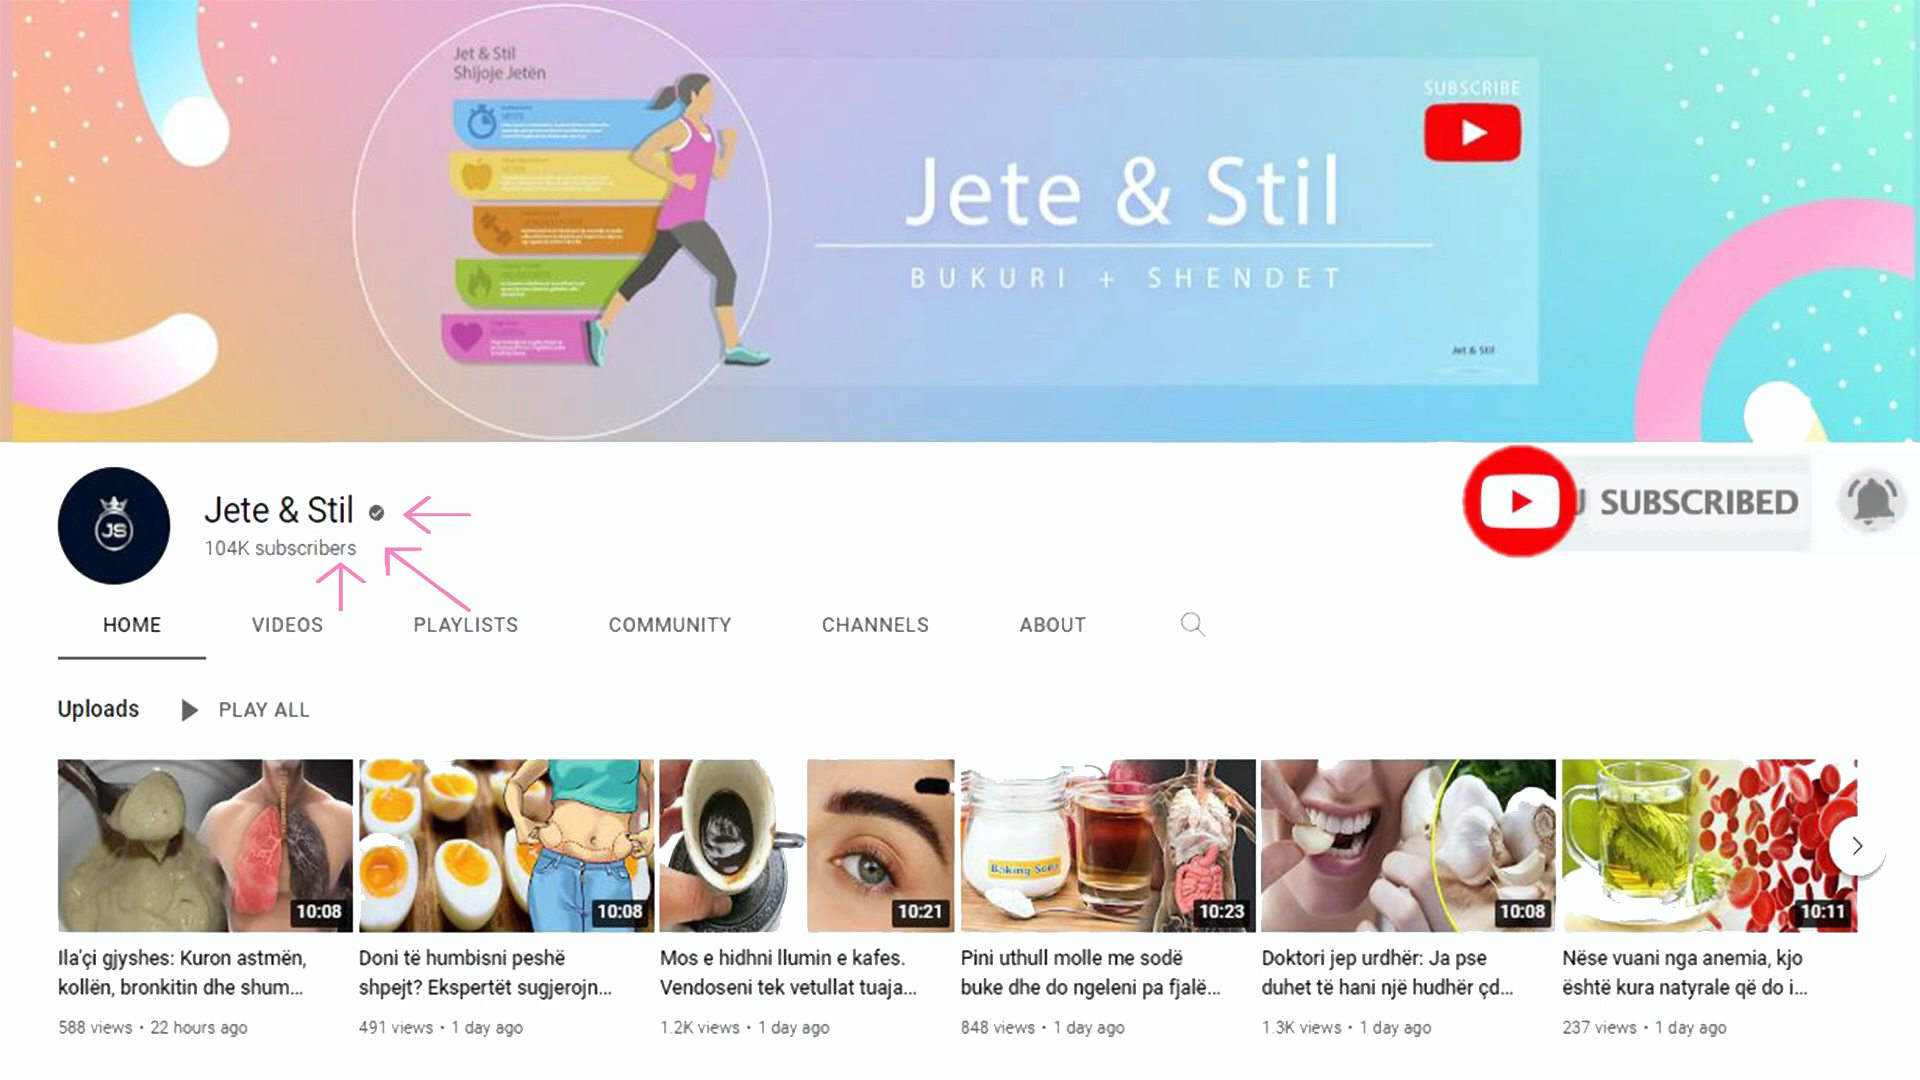 Jet & Stil
Shijoje Jetën
SUBSCRIBE
Jete & Stil
BUKURI + SHENDET
Jet & Stil
JS
Jete & Stil
104K subscribers
SUBSCRIBED
HOME VIDEOS PLAYLISTS COMMUNITY CHANNELS ABOUT
Uploads PLAY ALL
Baking Soda
10:08 10:08 10:21 10:23 10:08 10:11
Ila'çi gjyshes: Kuron astmën,
kollën, bronkitin dhe shum...
588 views • 22 hours ago
Doni të humbisni peshë
shpejt? Ekspertët sugjerojn...
491 views • 1 day ago
Mos e hidhni llumin e kafes.
Vendoseni tek vetullat tuaja...
1.2K views • 1 day ago
Pini uthull molle me sodë
buke dhe do ngeleni pa fjalë...
848 views • 1 day ago
Doktori jep urdhër: Ja pse
duhet të hani një hudhër çd...
1.3K views • 1 day ago
Nëse vuani nga anemia, kjo
është kura natyrale që do i...
237 views • 1 day ago